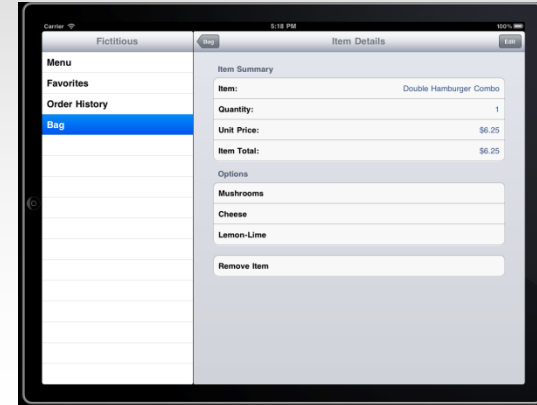 Carrier 5:18 PM 100%
Fictitious Bag Item Details Edit
Menu
Favorites
Order History
Bag
Item Summary
Item: Double Hamburger Combo
Quantity: 1
Unit Price: $6.25
Item Total: $6.25
Options
Mushrooms
Cheese
Lemon-Lime
Remove Item